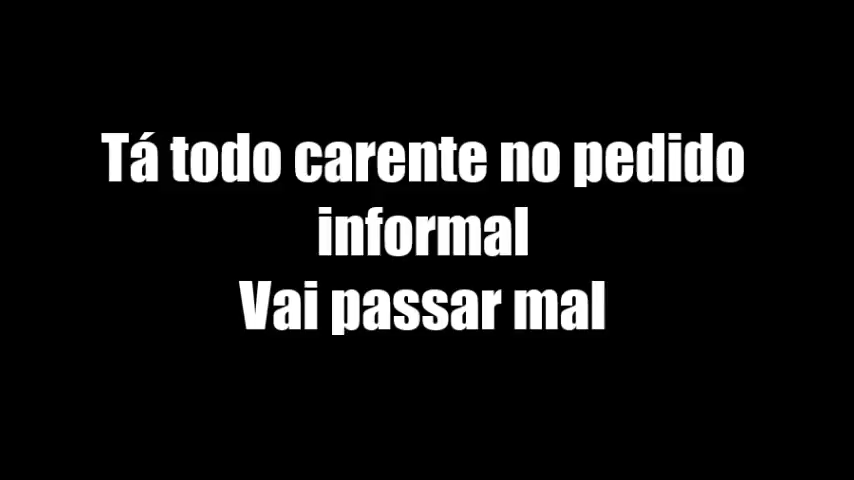 Tá todo carente no pedido
informal
Vai passar mal